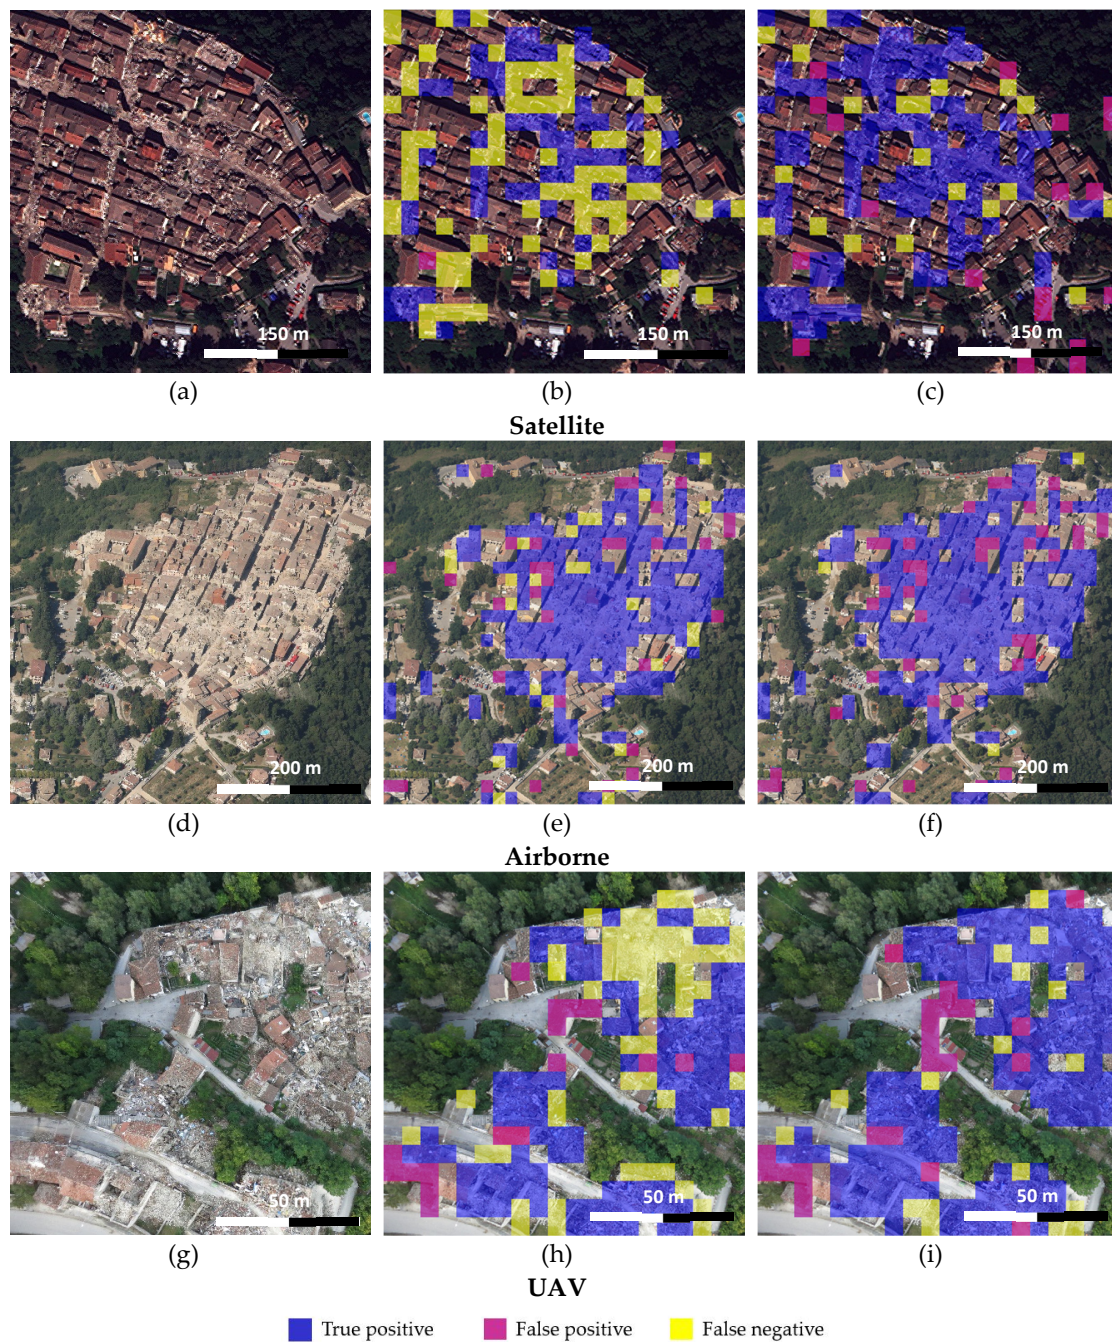 150 m
150 m
150 m
(a)
(b)
(c)
Satellite
200 m
200 m
200 m
(d)
(e)
(f)
Airborne
50 m
50 m
50 m
(g)
(h)
(i)
UAV
True positive
False positive
False negative